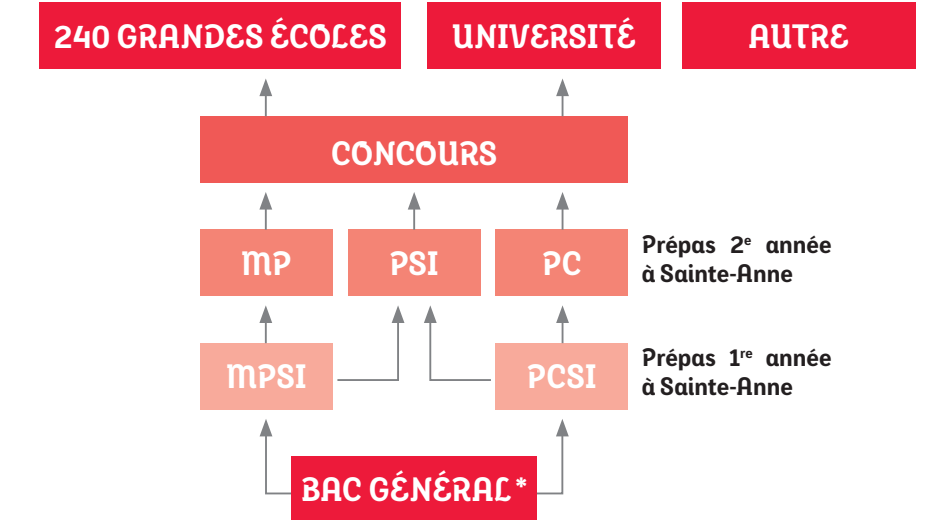 240 GRANDES ÉCOLES
UNIVERSITÉ
AUTRE
CONCOURS
MP
PSI
PC
Prépas 2e année
à Sainte-Anne
MPSI
PCSI
Prépas 1re année
à Sainte-Anne
BAC GÉNÉRAL*